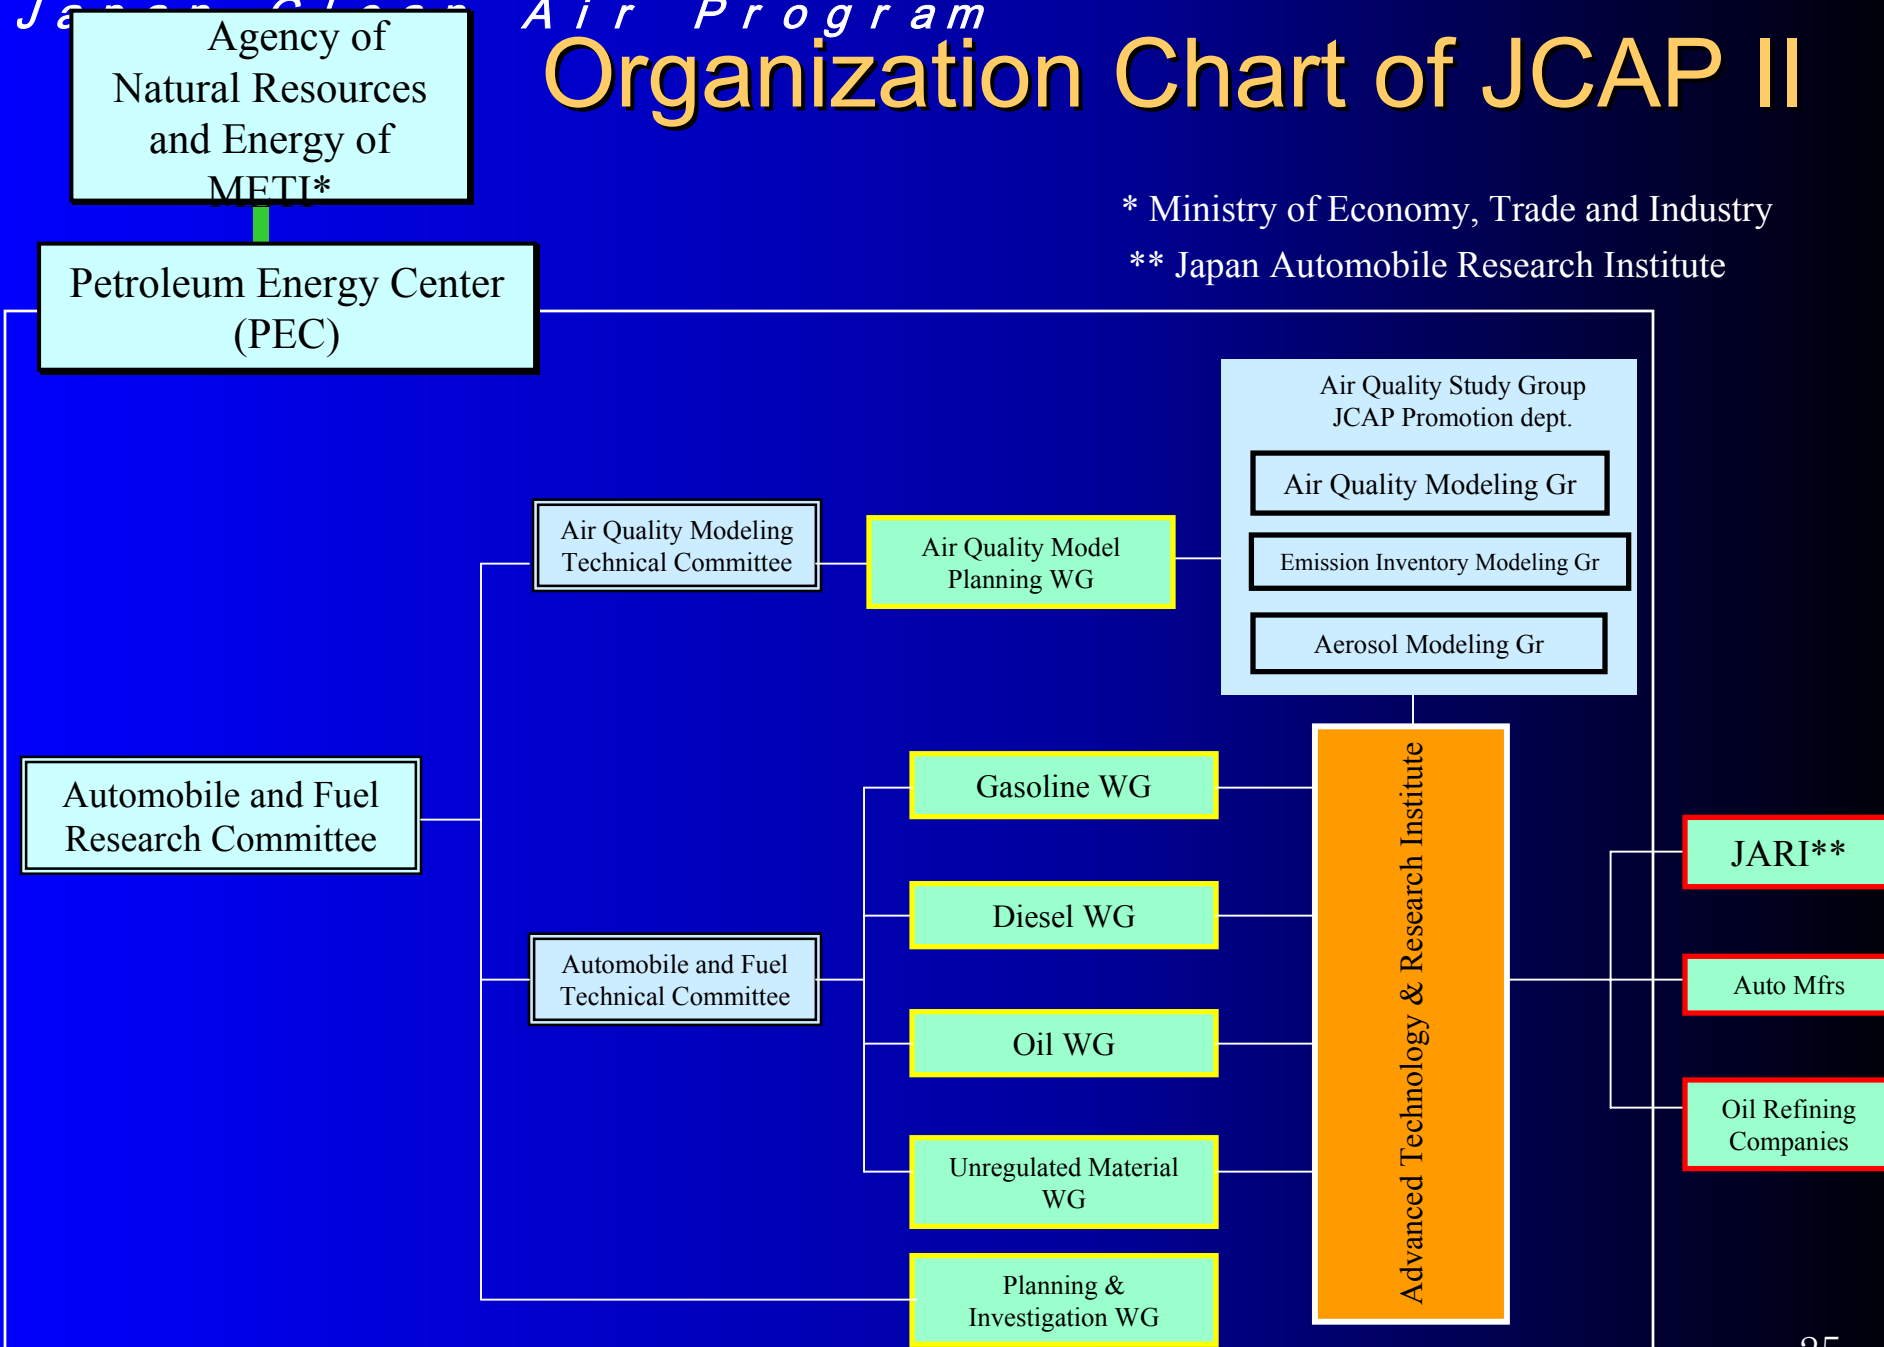 Japan Clean Air Program
Organization Chart of JCAP II
Agency of
Natural Resources
and Energy of
METI*
* Ministry of Economy, Trade and Industry
** Japan Automobile Research Institute
Petroleum Energy Center
(PEC)
Air Quality Study Group
JCAP Promotion dept.
Air Quality Modeling Gr
Emission Inventory Modeling Gr
Aerosol Modeling Gr
Air Quality Modeling
Technical Committee
Air Quality Model
Planning WG
Automobile and Fuel
Research Committee
Automobile and Fuel
Technical Committee
Gasoline WG
Diesel WG
Oil WG
Unregulated Material
WG
Planning &
Investigation WG
Advanced Technology & Research Institute
JARI**
Auto Mfrs
Oil Refining
Companies